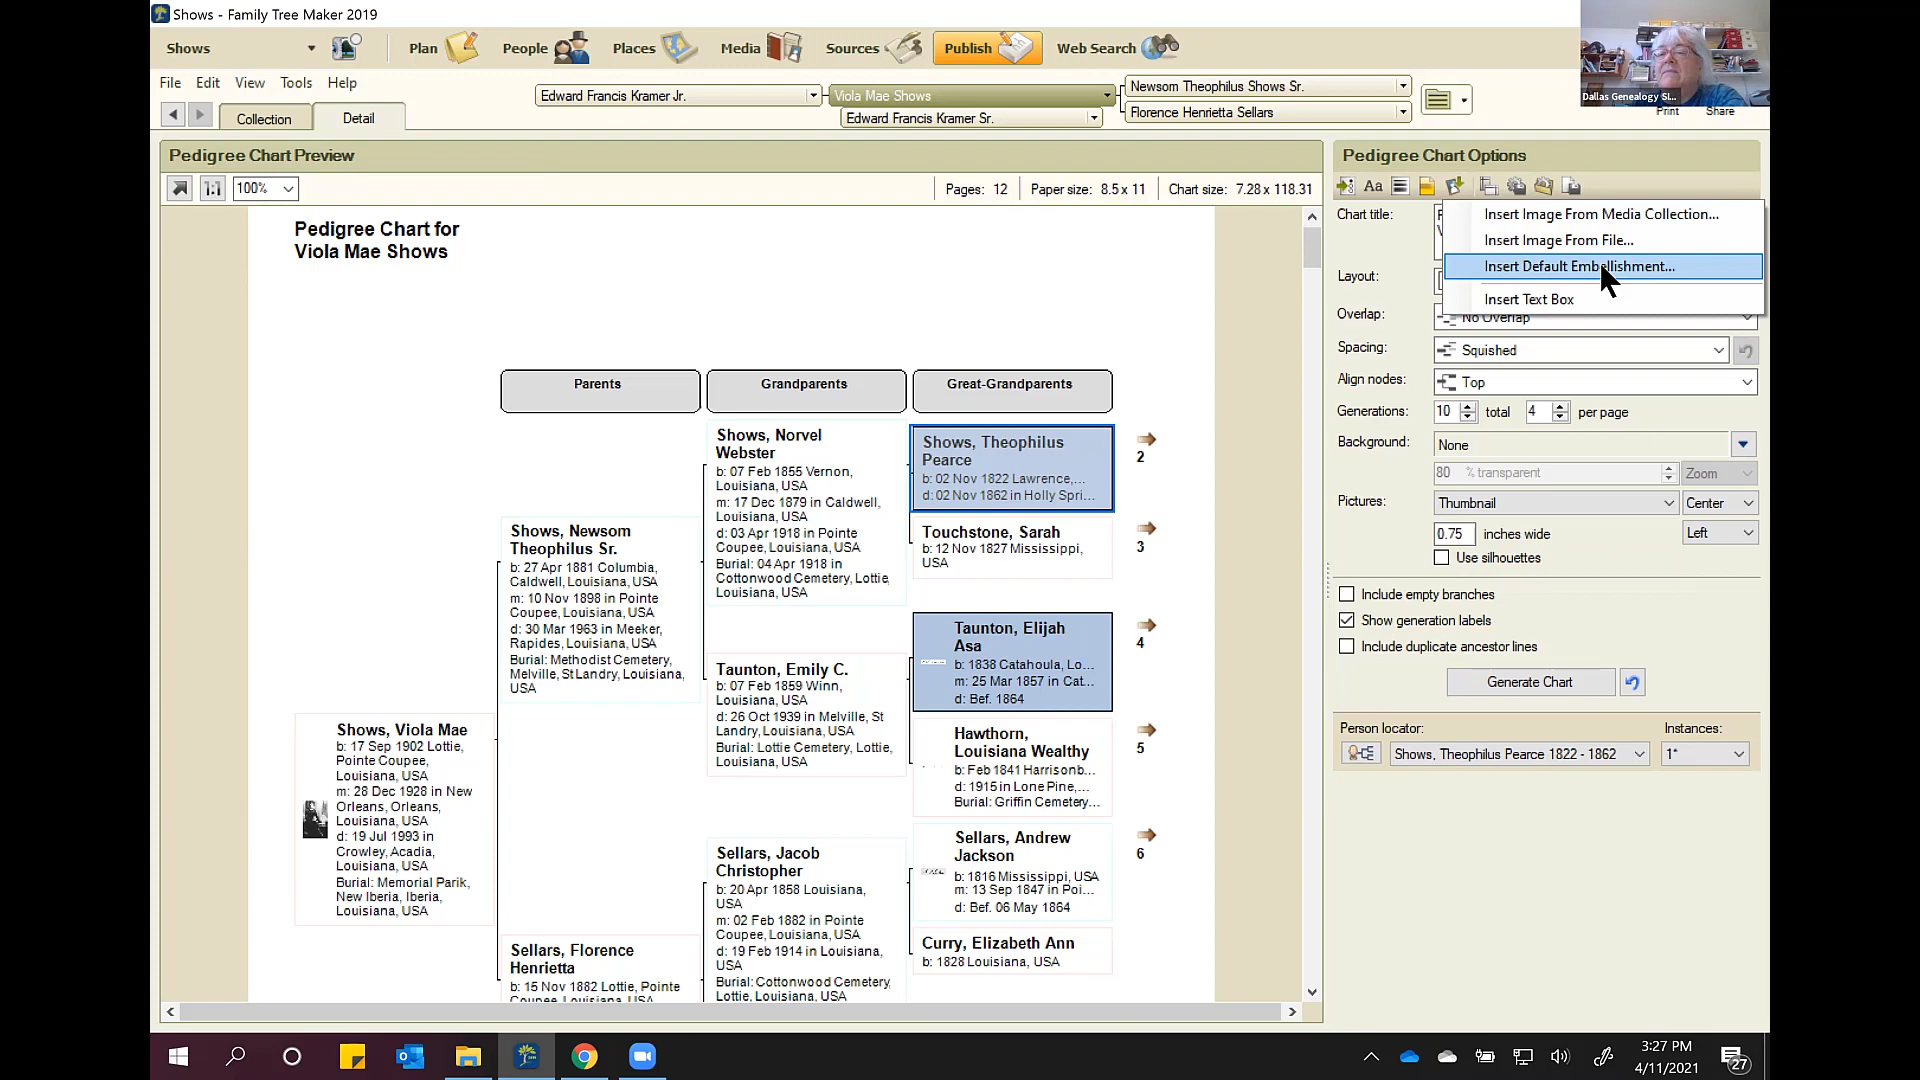 Shows - Family Tree Maker 2019
Shows
Plan
People
Places
Media
Sources
Publish
Web Search
File Edit View Tools Help
Edward Francis Kramer Jr.
Viola Mae Shows
Edward Francis Kramer Sr.
Newsom Theophilus Shows Sr.
Florence Henrietta Sellars
Dallas Genealogy SI...
Print
Share
Collection
Detail
Pedigree Chart Preview
100%
Pages: 12
Paper size: 8.5 x 11
Chart size: 7.28 x 118.31
Pedigree Chart for
Viola Mae Shows
Parents
Grandparents
Great-Grandparents
Shows, Viola Mae
b: 17 Sep 1902 Lottie,
Pointe Coupee,
Louisiana, USA
m: 28 Dec 1928 in New
Orleans, Orleans,
Louisiana, USA
d: 19 Jul 1993 in
Crowley, Acadia,
Louisiana, USA
Burial: Memorial Parik,
New Iberia, Iberia,
Louisiana, USA
Shows, Newsom
Theophilus Sr.
b: 27 Apr 1881 Columbia,
Caldwell, Louisiana, USA
m: 10 Nov 1898 in Pointe
Coupee, Louisiana, USA
d: 30 Mar 1963 in Meeker,
Rapides, Louisiana, USA
Burial: Methodist Cemetery,
Melville, St Landry, Louisiana,
USA
Sellars, Florence
Henrietta
b: 15 Nov 1882 Lottie, Pointe
Coupee, Louisiana, USA
Shows, Norvel
Webster
b: 07 Feb 1855 Vernon,
Louisiana, USA
m: 17 Dec 1879 in Caldwell,
Louisiana, USA
d: 03 Apr 1918 in Pointe
Coupee, Louisiana, USA
Burial: 04 Apr 1918 in
Cottonwood Cemetery, Lottie,
Louisiana, USA
Taunton, Emily C.
b: 07 Feb 1859 Winn,
Louisiana, USA
d: 26 Oct 1939 in Melville, St
Landry, Louisiana, USA
Burial: Lottie Cemetery, Lottie,
Louisiana, USA
Sellars, Jacob
Christopher
b: 20 Apr 1858 Louisiana,
USA
m: 02 Feb 1882 in Pointe
Coupee, Louisiana, USA
d: 19 Feb 1914 in Louisiana,
USA
Burial: Cottonwood Cemetery,
Lottie, Louisiana, USA
Shows, Theophilus
Pearce
b: 02 Nov 1822 Lawrence,...
d: 02 Nov 1862 in Holly Spri...
2
Touchstone, Sarah
b: 12 Nov 1827 Mississippi,
USA
3
Taunton, Elijah
Asa
b: 1838 Catahoula, Lo...
m: 25 Mar 1857 in Cat...
d: Bef. 1864
4
Hawthorn,
Louisiana Wealthy
b: Feb 1841 Harrisonb...
d: 1915 in Lone Pine,...
Burial: Griffin Cemetery...
5
Sellars, Andrew
Jackson
b: 1816 Mississippi, USA
m: 13 Sep 1847 in Poi...
d: Bef. 06 May 1864
6
Curry, Elizabeth Ann
b: 1828 Louisiana, USA
Pedigree Chart Options
Aa
Insert Image From Media Collection...
Insert Image From File...
Insert Default Embellishment...
Insert Text Box
Chart title:
Layout:
Overlap: No Overlap
Spacing: Squished
Align nodes: Top
Generations: 10 total 4 per page
Background: None
80 % transparent Zoom
Pictures: Thumbnail Center
0.75 inches wide Left
Use silhouettes
Include empty branches
Show generation labels
Include duplicate ancestor lines
Generate Chart
Person locator: Instances:
Shows, Theophilus Pearce 1822 - 1862 1*
3:27 PM
4/11/2021
27